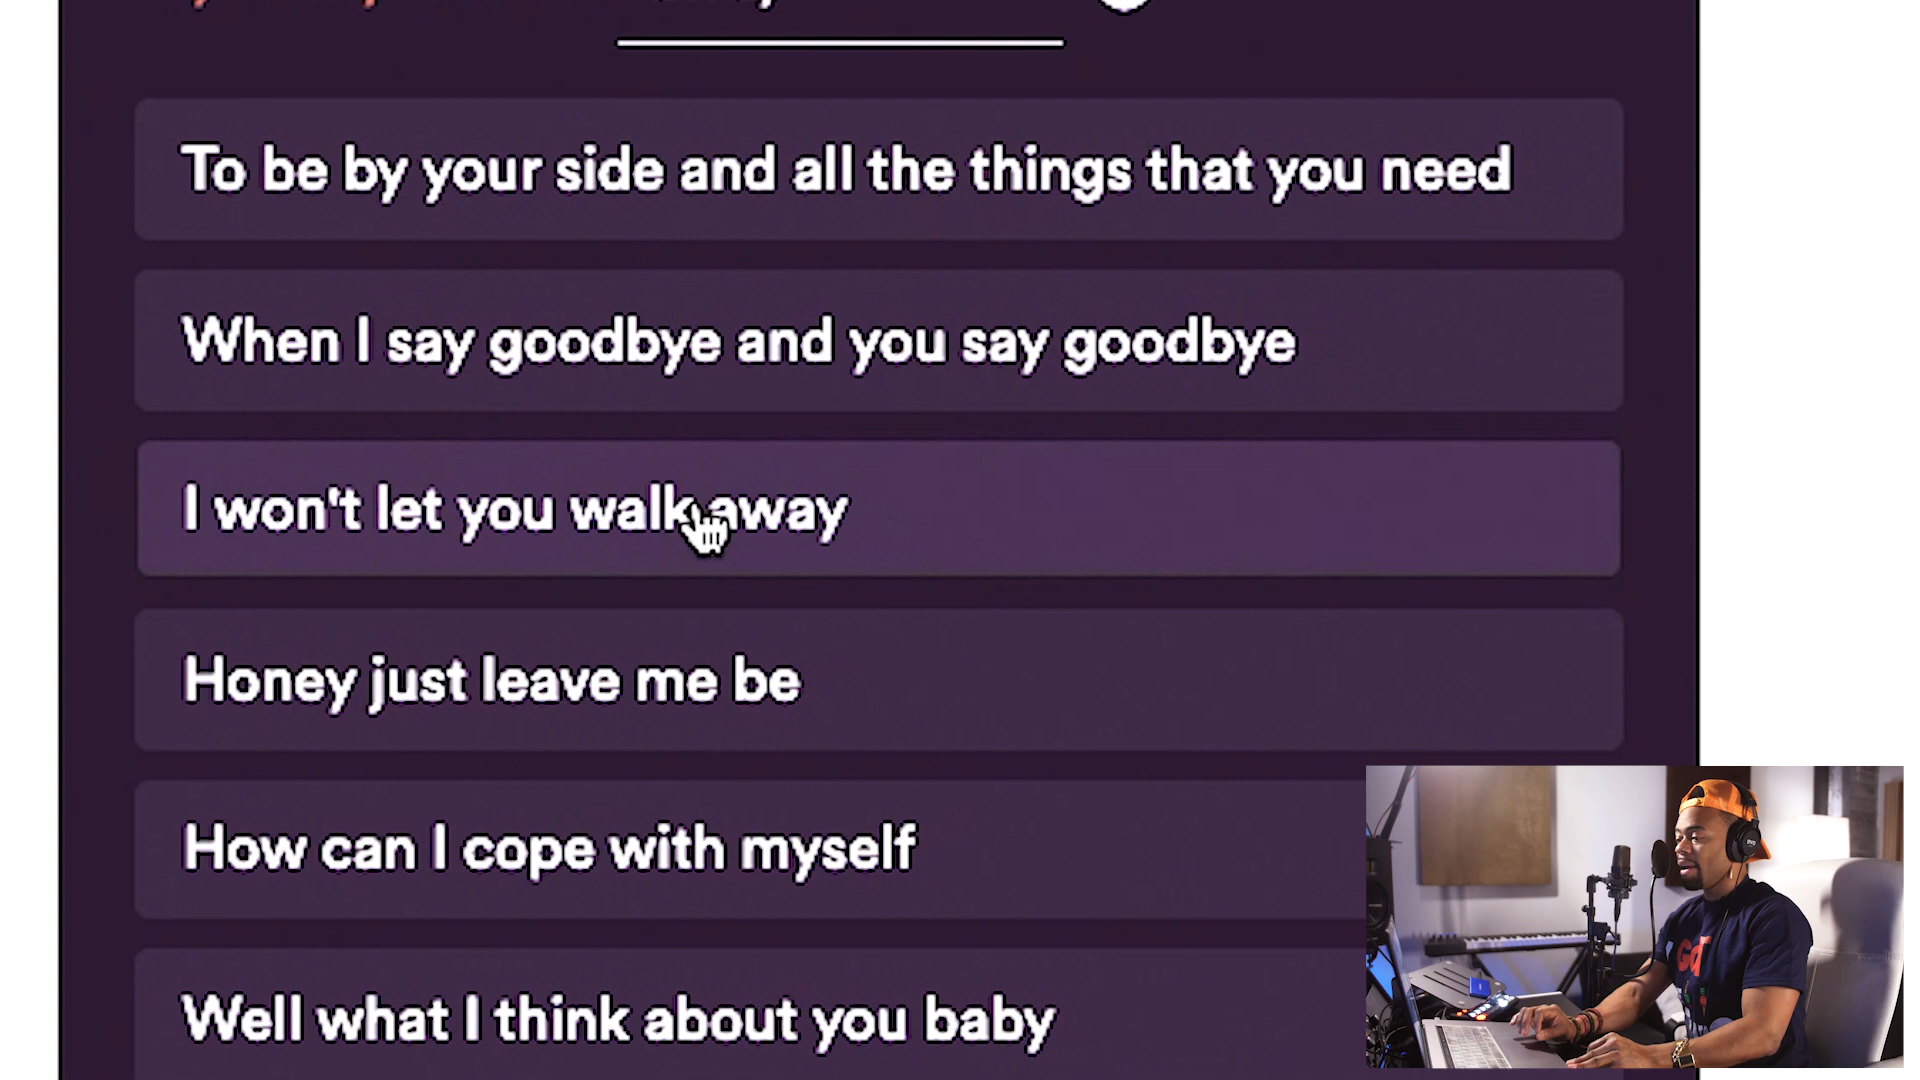 To be by your side and all the things that you need
When I say goodbye and you say goodbye
I won't let you walk away
Honey just leave me be
How can I cope with myself
Well what I think about you baby